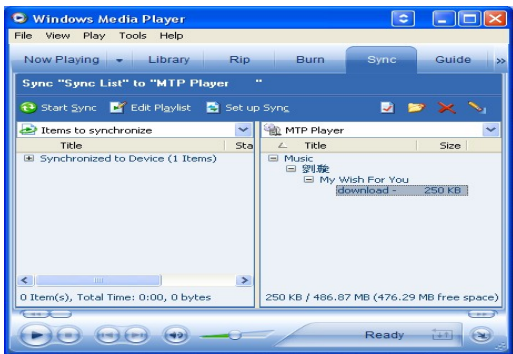 Windows Media Player
File View Play Tools Help
Now Playing Library Rip Burn Sync Guide »
Sync "Sync List" to "MTP Player "
Start Sync Edit Playlist Set up Sync
Items to synchronize
Title Sta
Synchronized to Device (1 Items)
0 Item(s), Total Time: 0:00, 0 bytes
MTP Player
Title Size
Music
劉璇
My Wish For You
download - 250 KB
250 KB / 486.87 MB (476.29 MB free space)
Ready